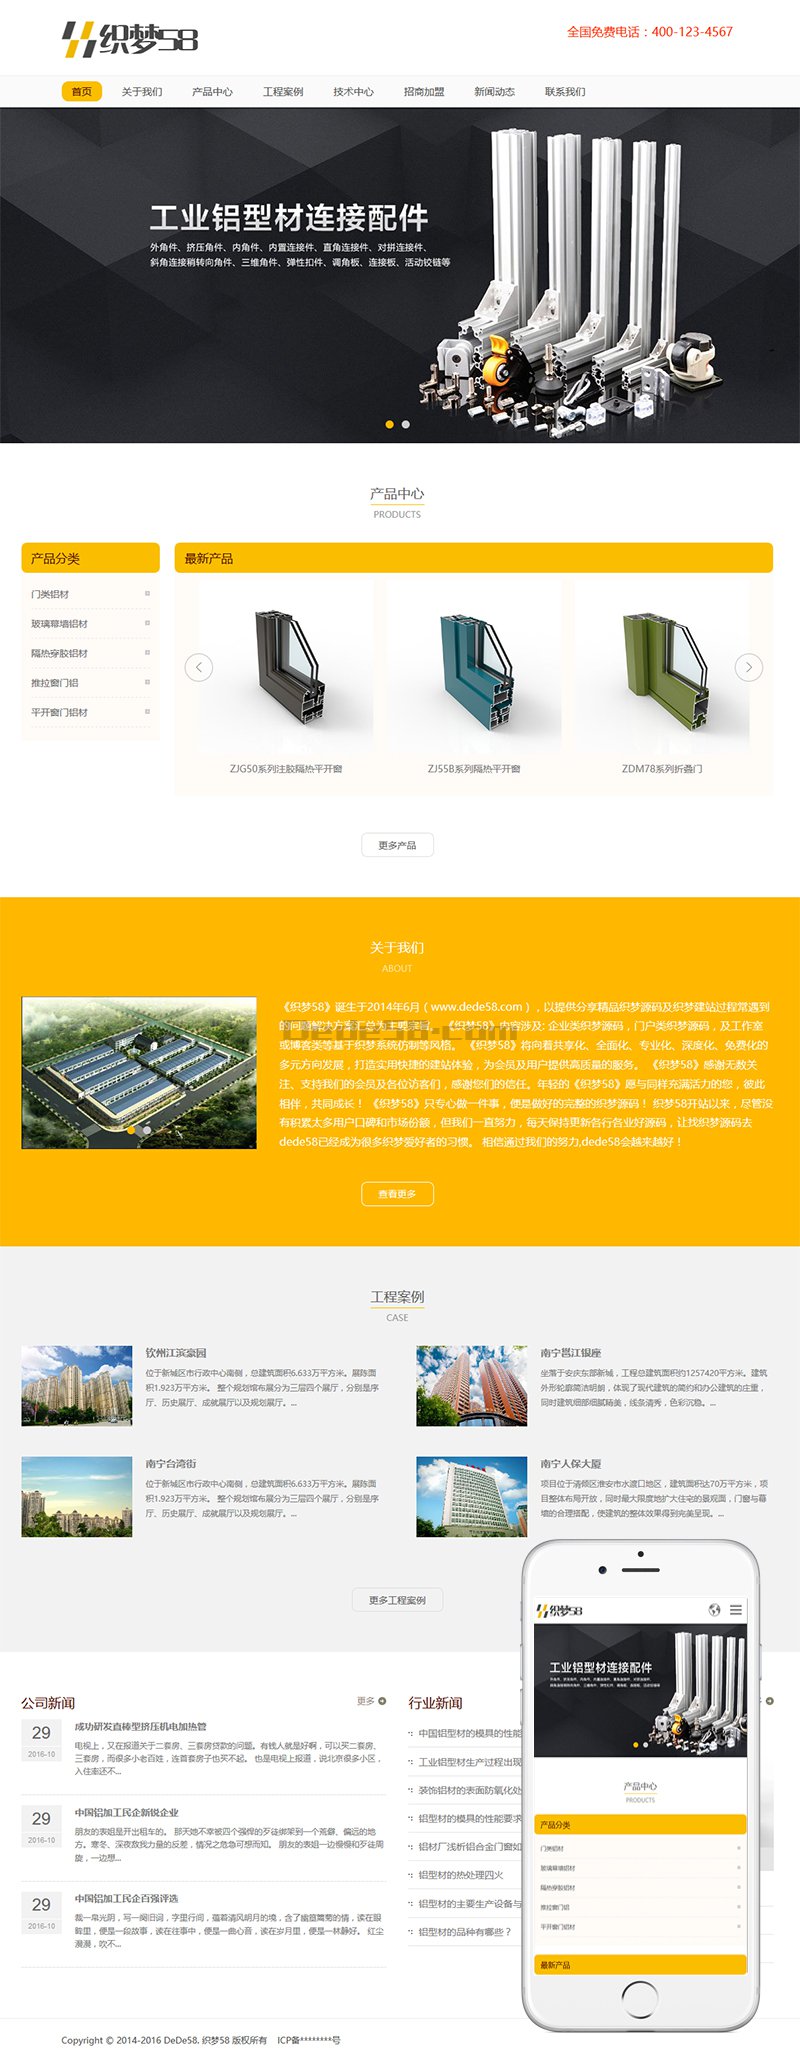 织梦58
全国免费电话：400-123-4567
首页 关于我们 产品中心 工程案例 技术中心 招商加盟 新闻动态 联系我们
工业铝型材连接配件
外角件、挤压角件、内角件、内置连接件、直角连接件、对拼连接件、
斜角连接稍转向角件、三维角件、弹性扣件、调角板、连接板、活动铰链等
产品中心
PRODUCTS
产品分类
门类铝材
玻璃幕墙铝材
隔热穿胶铝材
推拉窗门铝
平开窗门铝材
最新产品
ZJG50系列注胶隔热平开窗
ZJ55B系列隔热平开窗
ZDM78系列折叠门
更多产品
关于我们
ABOUT
《织梦58》诞生于2014年6月（www.dede58.com），以提供分享精品织梦源码及织梦建站过程常遇到
的问题解决方案汇总为主要宗旨。 《织梦58》内容涉及: 企业类织梦源码，门户类织梦源码，及工作室
或博客类等基于织梦系统仿制等风格。 《织梦58》将向着共享化、全面化、专业化、深度化、免费化的
多元方向发展，打造实用快捷的建站体验，为会员及用户提供高质量的服务。 《织梦58》感谢无数关
注、支持我们的会员及各位访客们，感谢您们的信任。年轻的《织梦58》愿与同样充满活力的您，彼此
相伴，共同成长！ 《织梦58》只专心做一件事，便是做好的完整的织梦源码！ 织梦58开站以来，尽管没
有积累太多用户口碑和市场份额，但我们一直努力，每天保持更新各行各业好源码，让找织梦源码去
dede58已经成为很多织梦爱好者的习惯。 相信通过我们的努力,dede58会越来越好！
Dede58.com
查看更多
工程案例
CASE
钦州江滨豪园
位于新城区市行政中心南侧，总建筑面积6.633万平方米。展陈面
积1.923万平方米。 整个规划馆布展分为三层四个展厅，分别是序
厅、历史展厅、成就展厅以及规划展厅。...
南宁邕江银座
坐落于安庆东部新城，工程总建筑面积约1257420平方米。建筑
外形轮廓简洁明朗，体现了现代建筑的简约和办公建筑的庄重，
同时建筑细部细腻精美，线条清秀，色彩沉稳。...
南宁台湾街
位于新城区市行政中心南侧，总建筑面积6.633万平方米。展陈面
积1.923万平方米。 整个规划馆布展分为三层四个展厅，分别是序
厅、历史展厅、成就展厅以及规划展厅。...
南宁人保大厦
项目位于清倾区淮安市水渡口地区，建筑面积达70万平方米，项
目整体布局开放，同时最大限度地扩大住宅的景观面，门窗与幕
墙的合理搭配，使建筑的整体效果得到完美呈现。...
更多工程案例
公司新闻
更多
29
2016-10
成功研发直棒型挤压机电加热管
电视上，又在报道关于二套房、三套房贷款的问题。有钱人就是好啊，可以买二套房、
三套房，而很多小老百姓，连首套房子也买不起。 也是电视上报道，说北京很多小区，
入住率还不...
29
2016-10
中国铝加工民企新锐企业
朋友的表姐是开出租车的。 那天她不幸被四个强悍的歹徒绑架到一个荒僻、偏远的地
方。寒冬、深夜敌我力量的反差，情况之危急可想而知。 朋友的表姐一边慢慢和歹徒周
旋，一边想...
29
2016-10
中国铝加工民企百强评选
裁一帛光阴，写一阕旧词，字里行间，蕴着清风明月的境，含了幽篁篱菊的情，读在眼
眸里，便是一段故事，读在往事中，便是一曲心音，读在岁月里，便是一林静好。 红尘
漫漫，吹不...
行业新闻
中国铝型材的模具的性能
工业铝型材生产过程出现
装饰铝材的表面防氧化处
铝型材的模具的性能要求
铝材厂浅析铝合金门窗如
铝型材的热处理四火
铝型材的主要生产设备与
铝型材的品种有哪些？
织梦58
工业铝型材连接配件
产品中心
PRODUCTS
产品分类
门类铝材
玻璃幕墙铝材
隔热穿胶铝材
推拉窗门铝
平开窗门铝材
最新产品
Copyright © 2014-2016 DeDe58. 织梦58 版权所有 ICP备********号